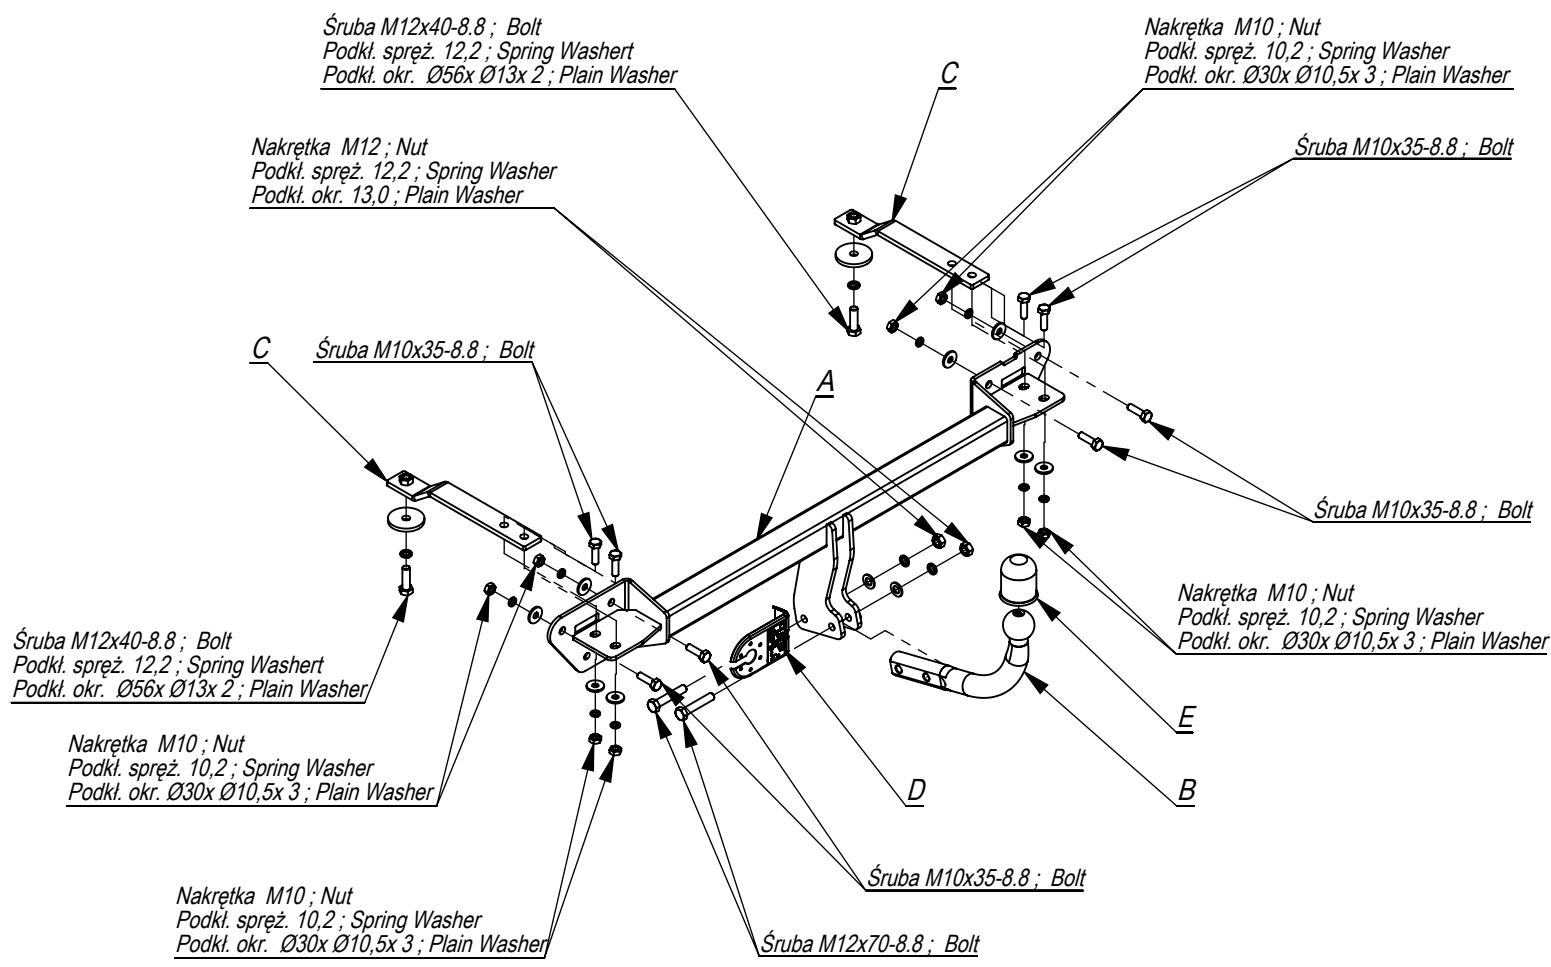 Śruba M12x40-8.8 ; Bolt
Podkł. spręż. 12,2 ; Spring Washert
Podkł. okr. Ø56x Ø13x 2 ; Plain Washer
Nakrętka M10 ; Nut
Podkł. spręż. 10,2 ; Spring Washer
Podkł. okr. Ø30x Ø10,5x 3 ; Plain Washer
C
Nakrętka M12 ; Nut
Podkł. spręż. 12,2 ; Spring Washer
Podkł. okr. 13,0 ; Plain Washer
Śruba M10x35-8.8 ; Bolt
C
Śruba M10x35-8.8 ; Bolt
A
Śruba M10x35-8.8 ; Bolt
Nakrętka M10 ; Nut
Podkł. spręż. 10,2 ; Spring Washer
Podkł. okr. Ø30x Ø10,5x 3 ; Plain Washer
Śruba M12x40-8.8 ; Bolt
Podkł. spręż. 12,2 ; Spring Washert
Podkł. okr. Ø56x Ø13x 2 ; Plain Washer
E
Nakrętka M10 ; Nut
Podkł. spręż. 10,2 ; Spring Washer
Podkł. okr. Ø30x Ø10,5x 3 ; Plain Washer
D
B
Śruba M10x35-8.8 ; Bolt
Nakrętka M10 ; Nut
Podkł. spręż. 10,2 ; Spring Washer
Podkł. okr. Ø30x Ø10,5x 3 ; Plain Washer
Śruba M12x70-8.8 ; Bolt